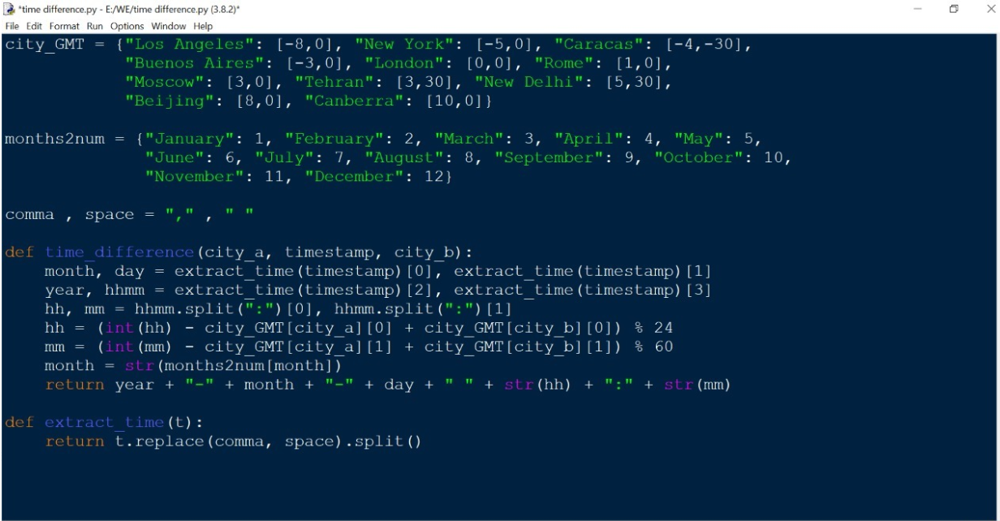 *time difference.py - E:/WE/time difference.py (3.8.2)*
File Edit Format Run Options Window Help
city_GMT = {"Los Angeles": [-8,0], "New York": [-5,0], "Caracas": [-4,-30],
            "Buenos Aires": [-3,0], "London": [0,0], "Rome": [1,0],
            "Moscow": [3,0], "Tehran": [3,30], "New Delhi": [5,30],
            "Beijing": [8,0], "Canberra": [10,0]}

months2num = {"January": 1, "February": 2, "March": 3, "April": 4, "May": 5,
              "June": 6, "July": 7, "August": 8, "September": 9, "October": 10,
              "November": 11, "December": 12}

comma , space = "," , " "

def time_difference(city_a, timestamp, city_b):
    month, day = extract_time(timestamp)[0], extract_time(timestamp)[1]
    year, hhmm = extract_time(timestamp)[2], extract_time(timestamp)[3]
    hh, mm = hhmm.split(":")[0], hhmm.split(":")[1]
    hh = (int(hh) - city_GMT[city_a][0] + city_GMT[city_b][0]) % 24
    mm = (int(mm) - city_GMT[city_a][1] + city_GMT[city_b][1]) % 60
    month = str(months2num[month])
    return year + "-" + month + "-" + day + " " + str(hh) + ":" + str(mm)

def extract_time(t):
    return t.replace(comma, space).split()